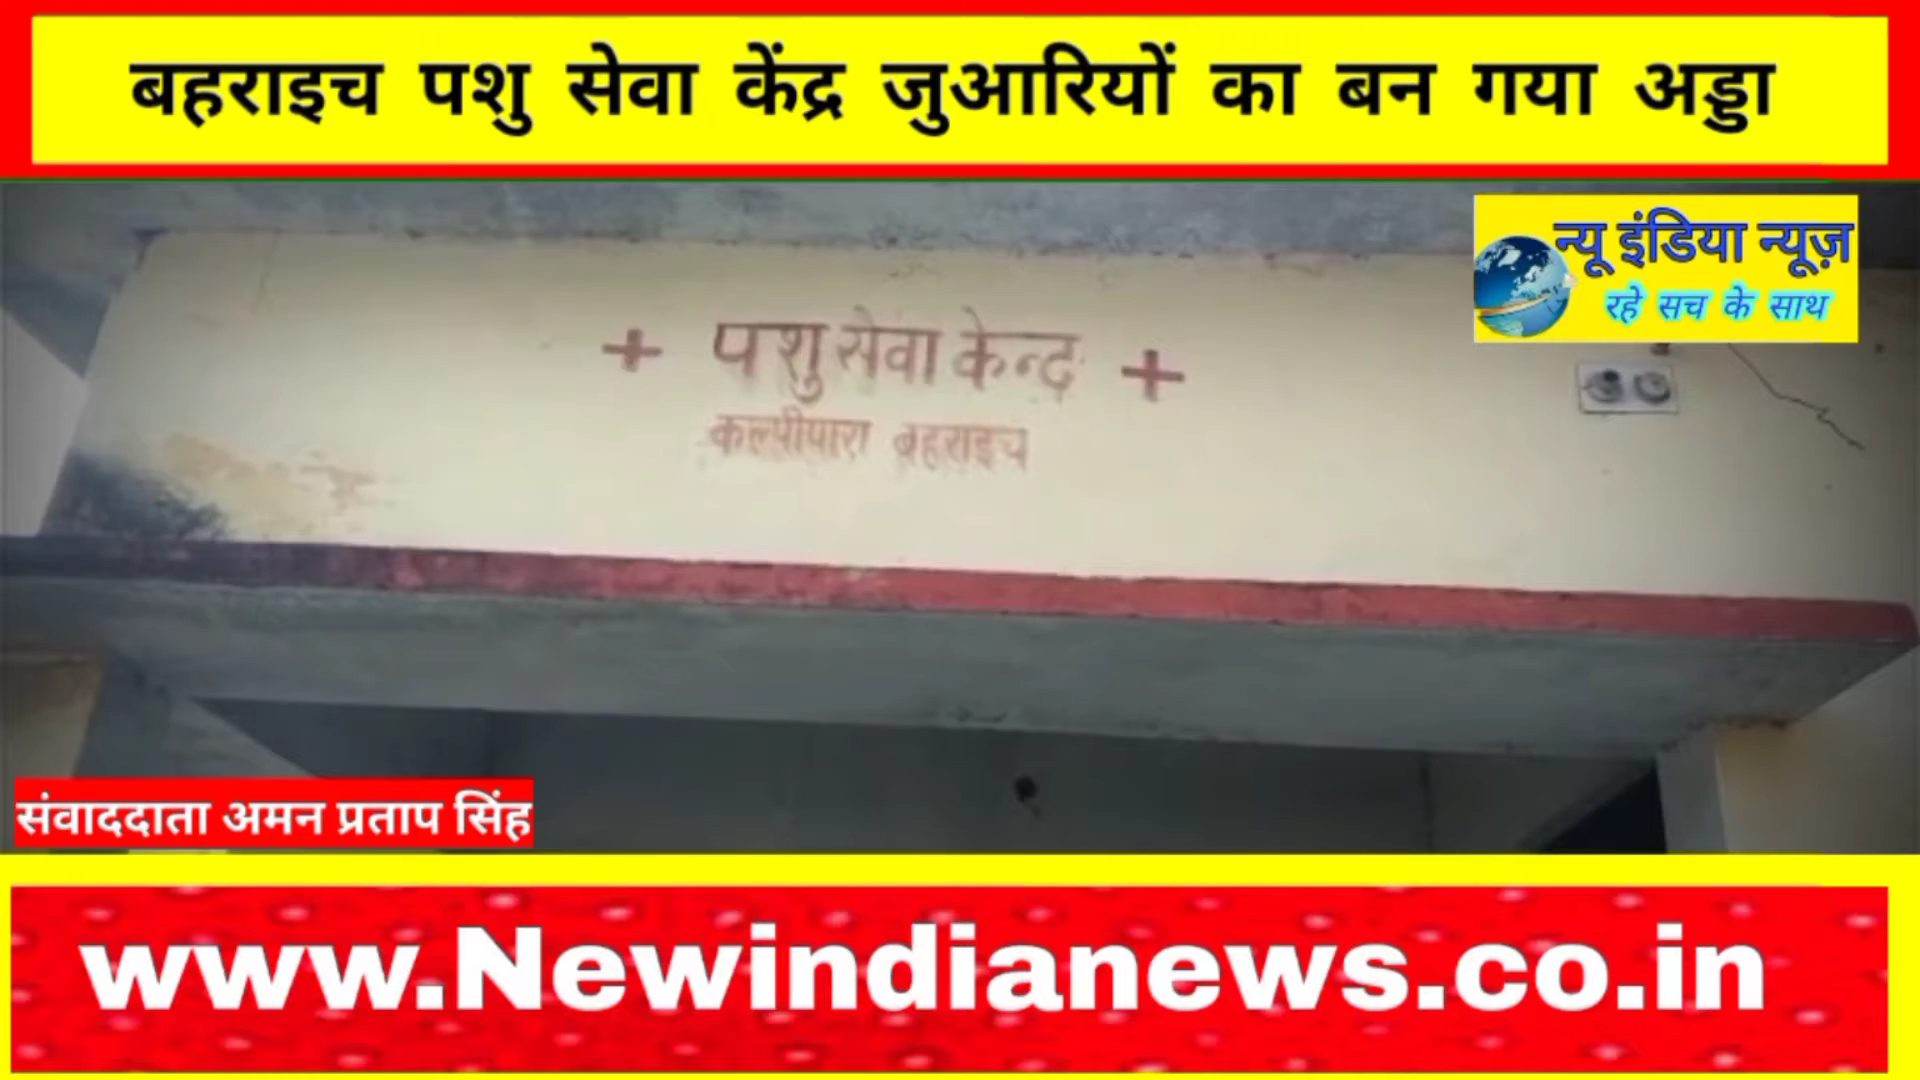 बहराइच पशु सेवा केंद्र जुआरियों का बन गया अड्डा
न्यू इंडिया न्यूज़
रहे सच के साथ
+ पशु सेवा केन्द्र +
कल्पीपारा बहराइच
संवाददाता अमन प्रताप सिंह
www.Newindianews.co.in